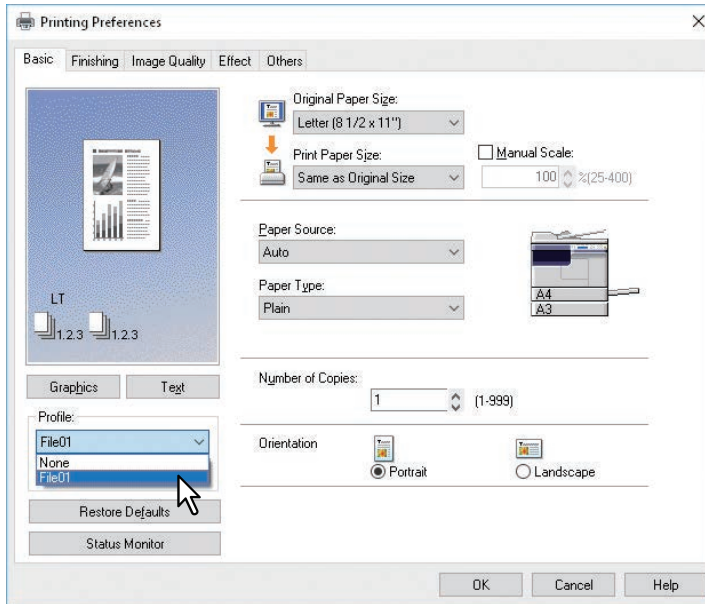 Printing Preferences
Basic Finishing Image Quality Effect Others
LT
1.2.3 1.2.3
Graphics Text
Profile:
File01
None
File01
Restore Defaults
Status Monitor
Original Paper Size:
Letter (8 1/2 x 11")
Print Paper Size:
Same as Original Size
Manual Scale:
100 %(25-400)
Paper Source:
Auto
Paper Type:
Plain
A4
A3
Number of Copies:
1 (1-999)
Orientation
Portrait Landscape
OK Cancel Help